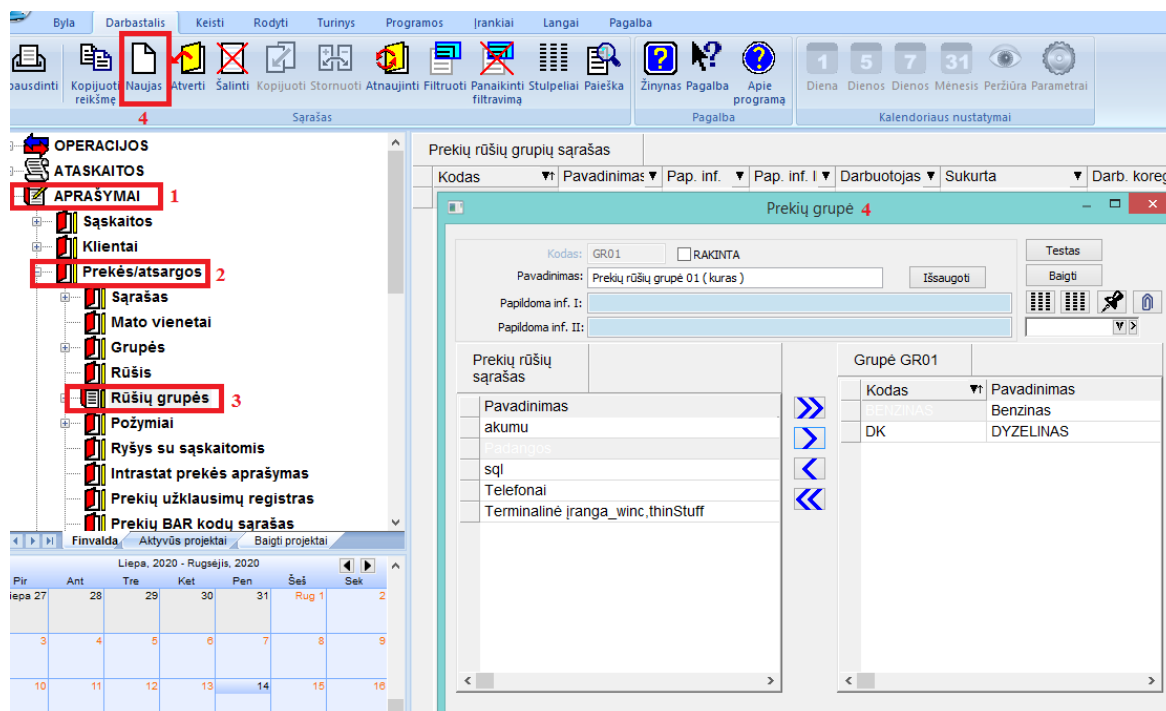 Byla Darbastalis Keisti Rodyti Turinys Programos Įrankiai Langai Pagalba
pausdinti Kopijuoti reikšmę Naujas Atverti Šalinti Kopijuoti Stornuoti Atnaujinti Filtruoti Panaikinti filtravimą Stulpeliai Paieška Žinynas Pagalba Apie programą Diena Dienos Dienos Mėnesis Peržiūra Parametrai
1 5 7 31
4 Sąrašas Pagalba Kalendoriaus nustatymai
OPERACIJOS
ATASKAITOS
APRAŠYMAI 1
Sąskaitos
Klientai
Prekės/atsargos 2
Sąrašas
Mato vienetai
Grupės
Rūšis
Rūšių grupės 3
Požymiai
Ryšys su sąskaitomis
Intrastat prekės aprašymas
Prekių užklausimų registras
Prekių BAR kodų sąrašas
Finvalda Aktyvūs projektai Baigti projektai
Liepa, 2020 - Rugsėjis, 2020
Pir Ant Tre Ket Pen Šeš Sek
iepa 27 28 29 30 31 Rug 1 2
3 4 5 6 7 8 9
10 11 12 13 14 15 16
Prekių rūšių grupių sąrašas
Kodas Pavadinimas Pap. inf. Pap. inf. I Darbuotojas Sukurta Darb. koreg
Prekių grupė 4
Kodas: GR01 RAKINTA Testas
Pavadinimas: Prekių rūšių grupė 01 ( kuras ) Išsaugoti Baigti
Papildoma inf. I:
Papildoma inf. II:
Prekių rūšių
sąrašas
Pavadinimas
akumu
Padangos
sql
Telefonai
Terminalinė įranga_winc,thinStuff
Grupė GR01
Kodas Pavadinimas
BENZINAS Benzinas
DK DYZELINAS